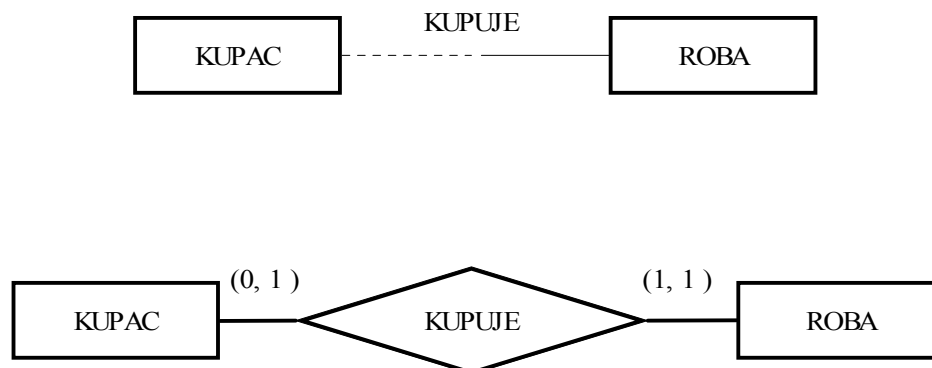 KUPUJE
KUPAC ROBA
(0, 1 ) (1, 1 )
KUPAC KUPUJE ROBA